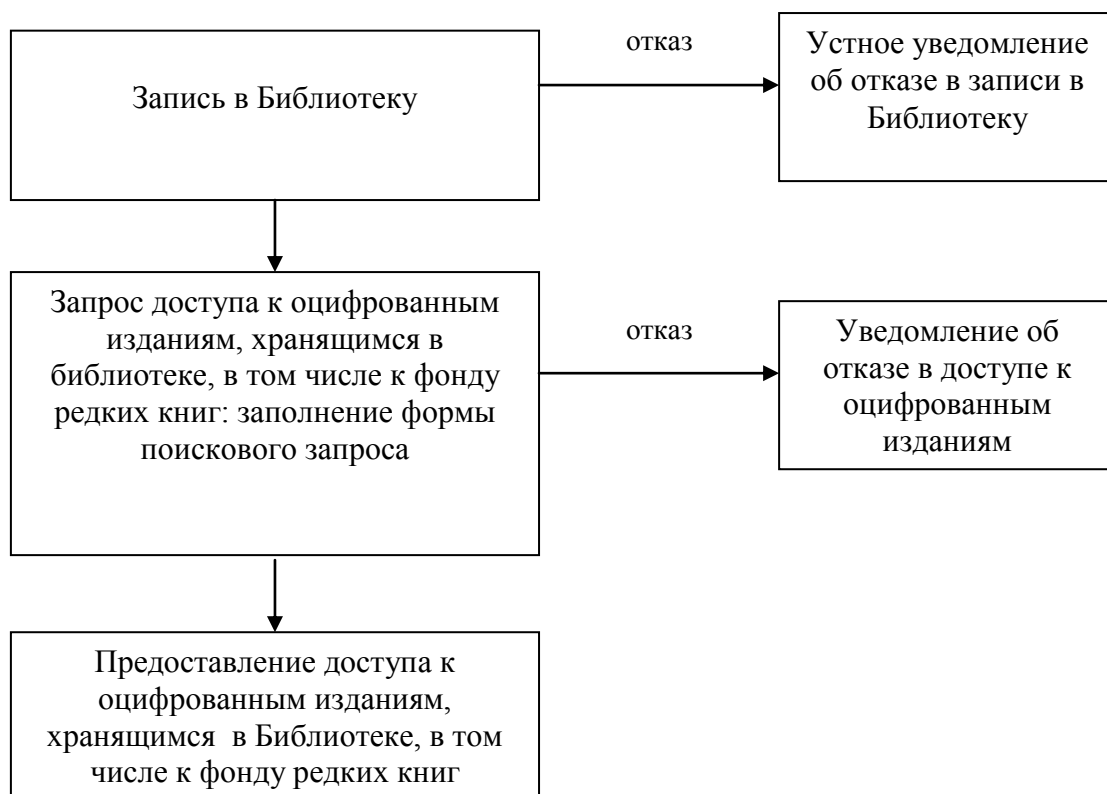 Запись в Библиотеку
отказ
Устное уведомление
об отказе в записи в
Библиотеку
Запрос доступа к оцифрованным
изданиям, хранящимся в
библиотеке, в том числе к фонду
редких книг: заполнение формы
поискового запроса
отказ
Уведомление об
отказе в доступе к
оцифрованным
изданиям
Предоставление доступа к
оцифрованным изданиям,
хранящимся в Библиотеке, в том
числе к фонду редких книг